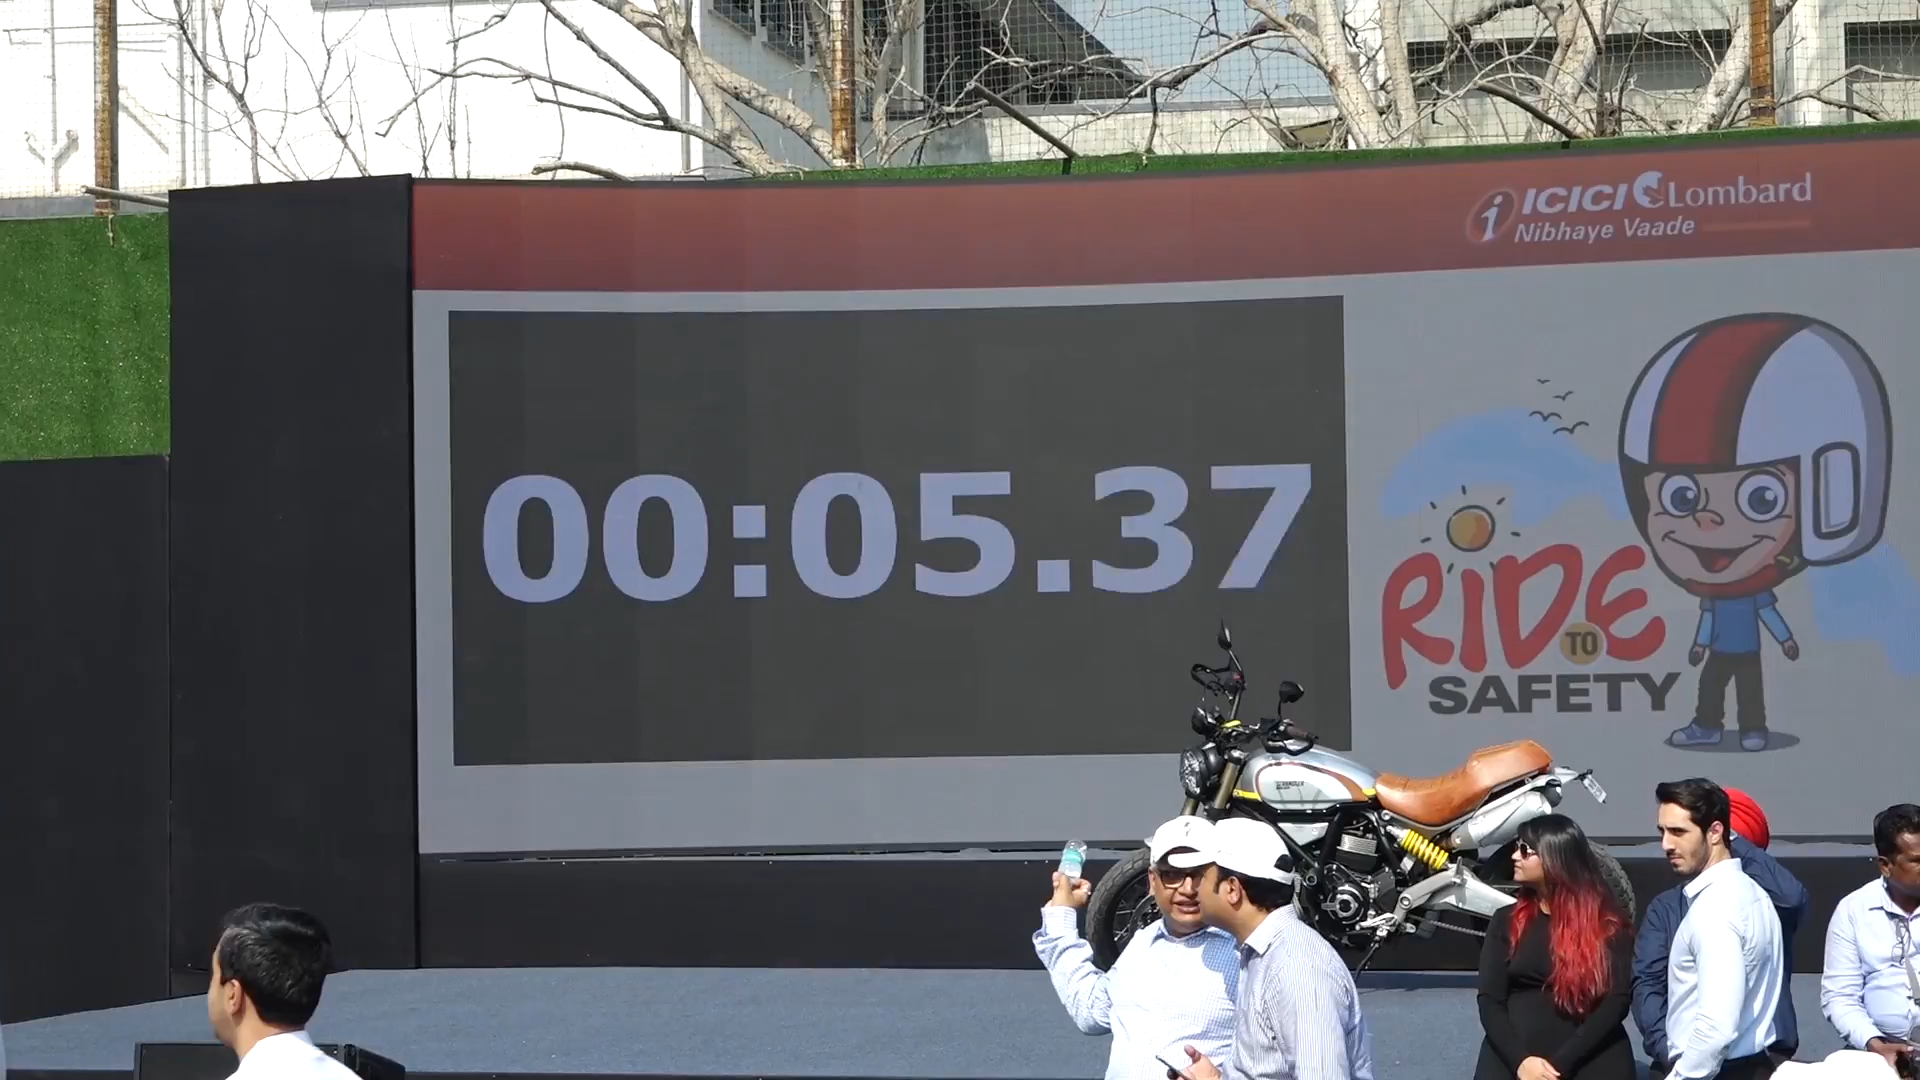 ICICI Lombard
Nibhaye Vaade
00:05.37
RiDE
TO
SAFETY